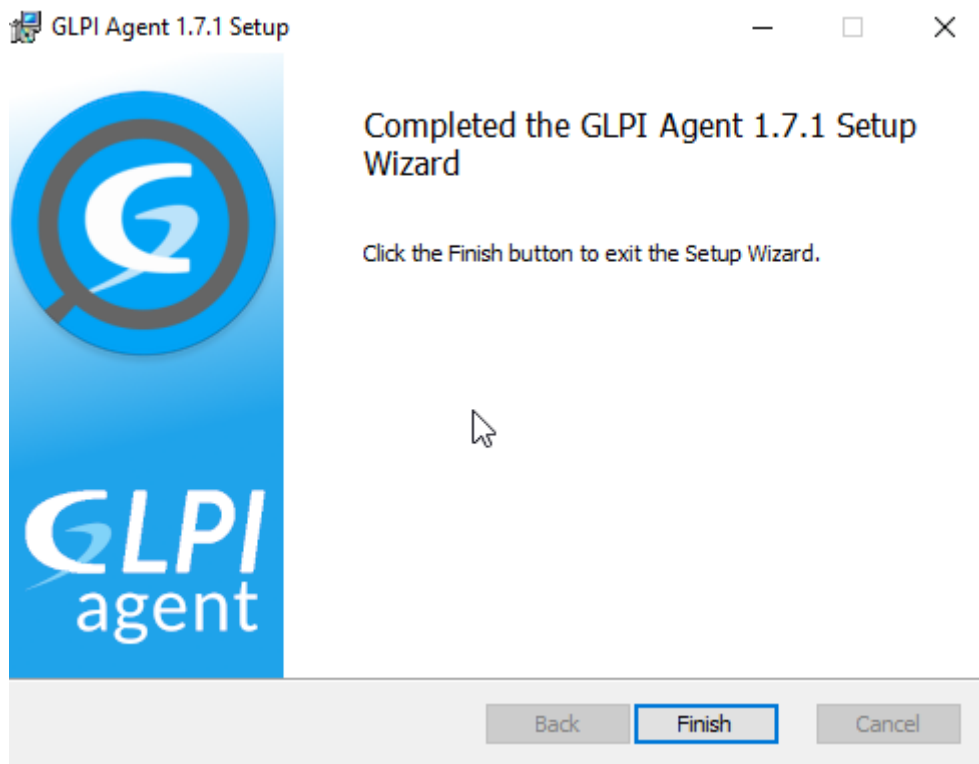 GLPI Agent 1.7.1 Setup
Completed the GLPI Agent 1.7.1 Setup
Wizard
Click the Finish button to exit the Setup Wizard.
GLPI
agent
Back
Finish
Cancel